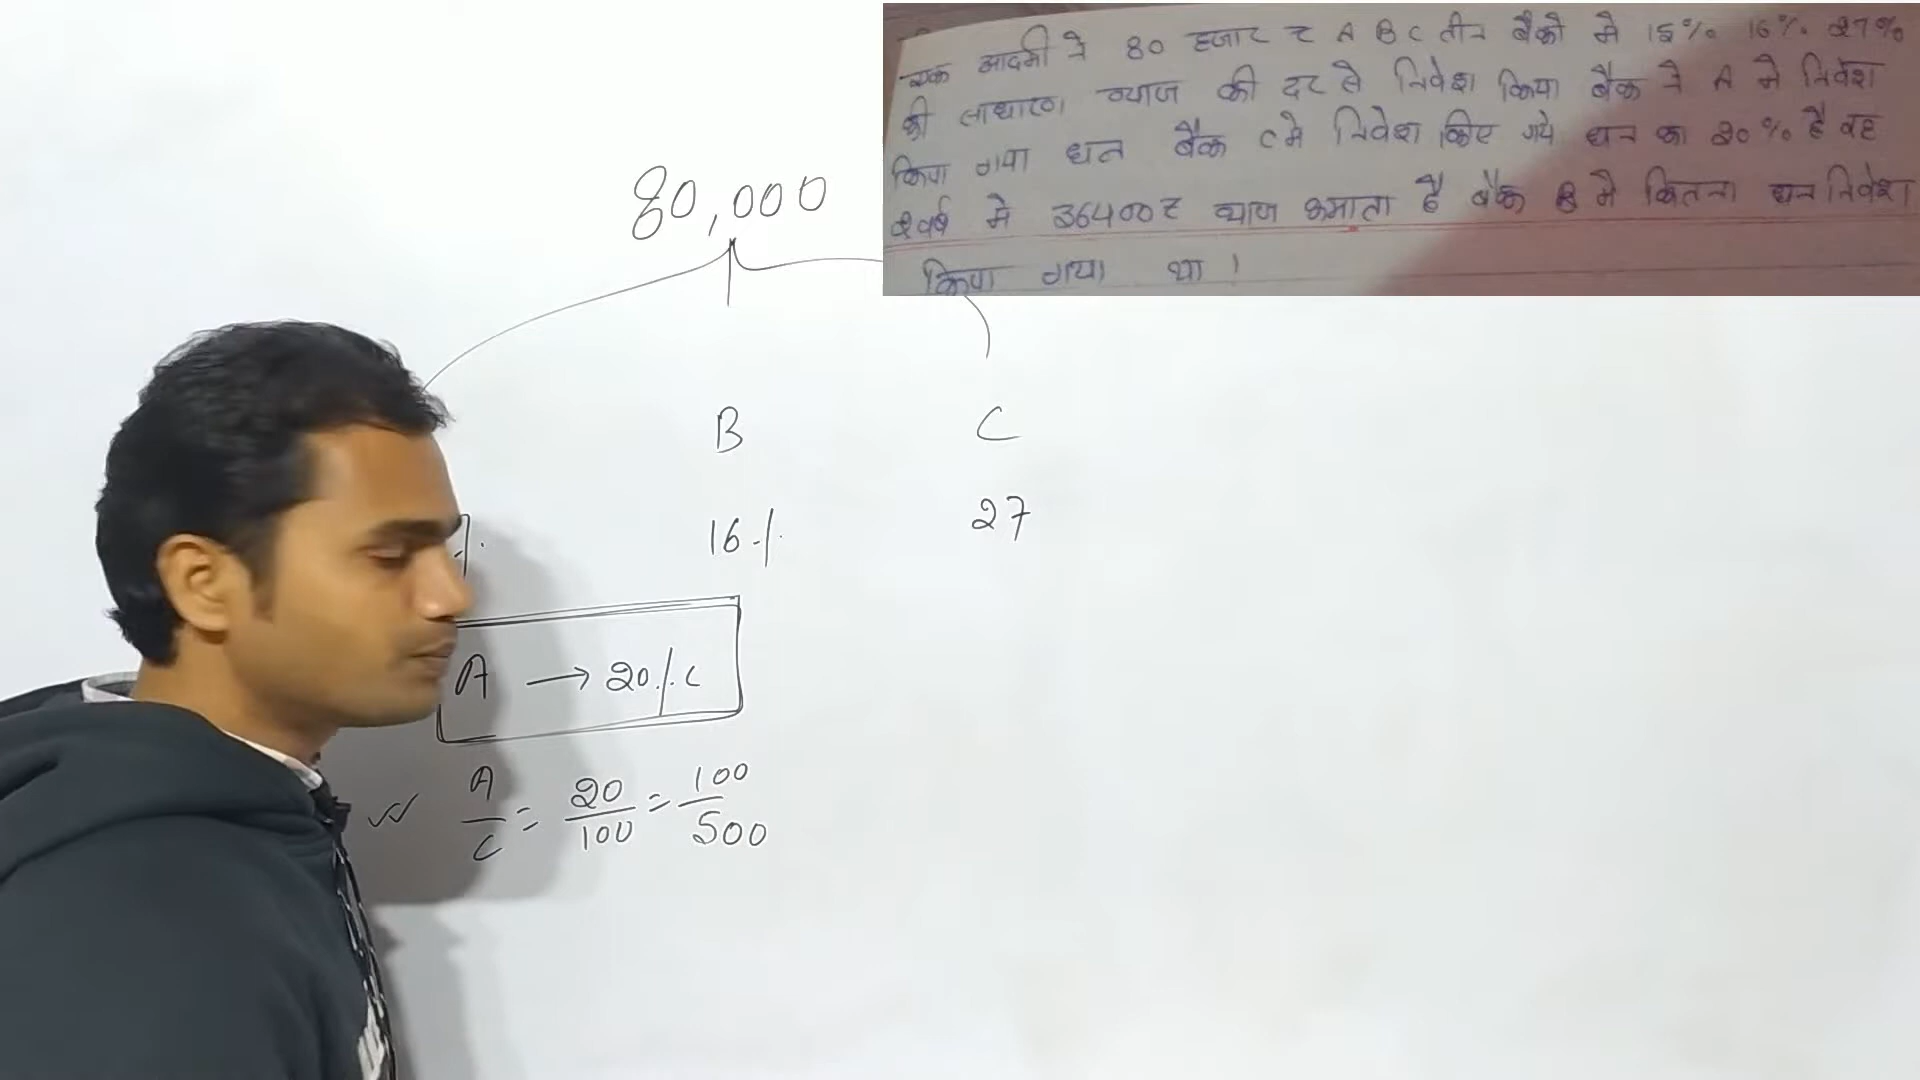 एक आदमी ने 80 हजार ₹ A B C तीन बैंको मे 15% 16% 27%
की साधारण ब्याज की दर से निवेश किया बैंक ने A मे निवेश
किया गया धन बैंक C मे निवेश किए गये धन का 20% है वह
2 वर्ष मे 36400 ₹ ब्याज कमाता है बैंक B मे कितना धन निवेश
किया गया था ।
80,000
B C
%. 16% 27
A → 20% C
A/C = 20/100 = 100/500